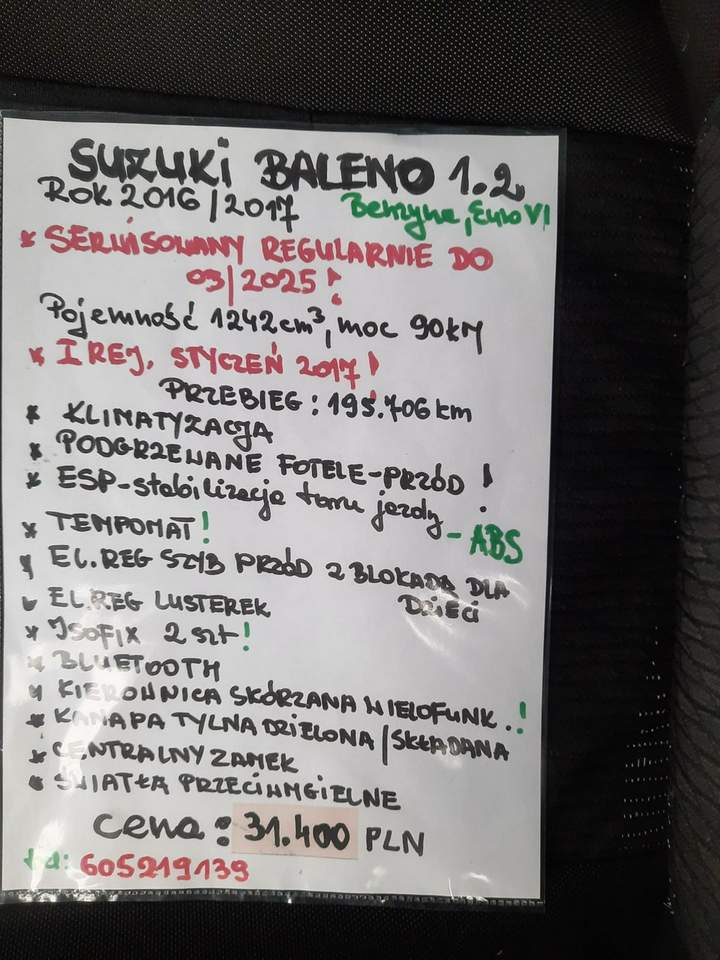 SUZUKi BALENO 1.2
ROK 2016/2017 Benzyna, Euro VI
* SERWISOWANY REGULARNIE DO
03/2025!
Pojemność 1242cm³, moc 90kM
* I REJ. STYCZEŃ 2017!
PRZEBIEG: 195.706 km
* KLIMATYZACJA
* PODGRZEWANE FOTELE-PRZÓD !
* ESP-stabilizacja toru jazdy - ABS
* TEMPOMAT!
* EL.REG SZYB PRZÓD Z BLOKADĄ DLA
DZIECI
* EL.REG LUSTEREK
* ISOFIX 2 szt!
* BLUETOOTH
* KIEROWNICA SKÓRZANA WIELOFUNK.!
* KANAPA TYLNA DZIELONA/SKŁADANA
* CENTRALNY ZAMEK
* ŚWIATŁA PRZECIWMGIELNE
cena: 31.400 PLN
tel: 605219139